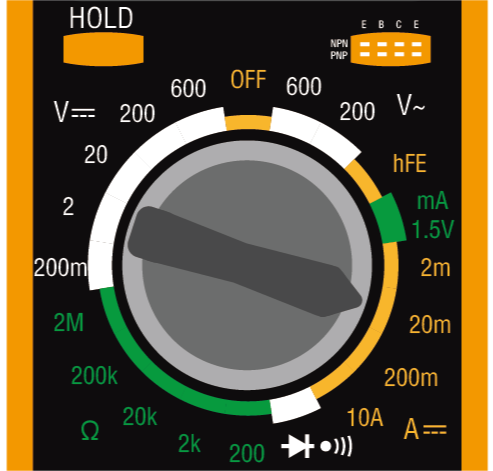 HOLD
E B C E
NPN
PNP
OFF
600
600
V⎓
200
200
V~
20
hFE
2
mA
1.5V
200m
2m
2M
20m
200k
200m
20k
10A
A⎓
Ω
2k
200